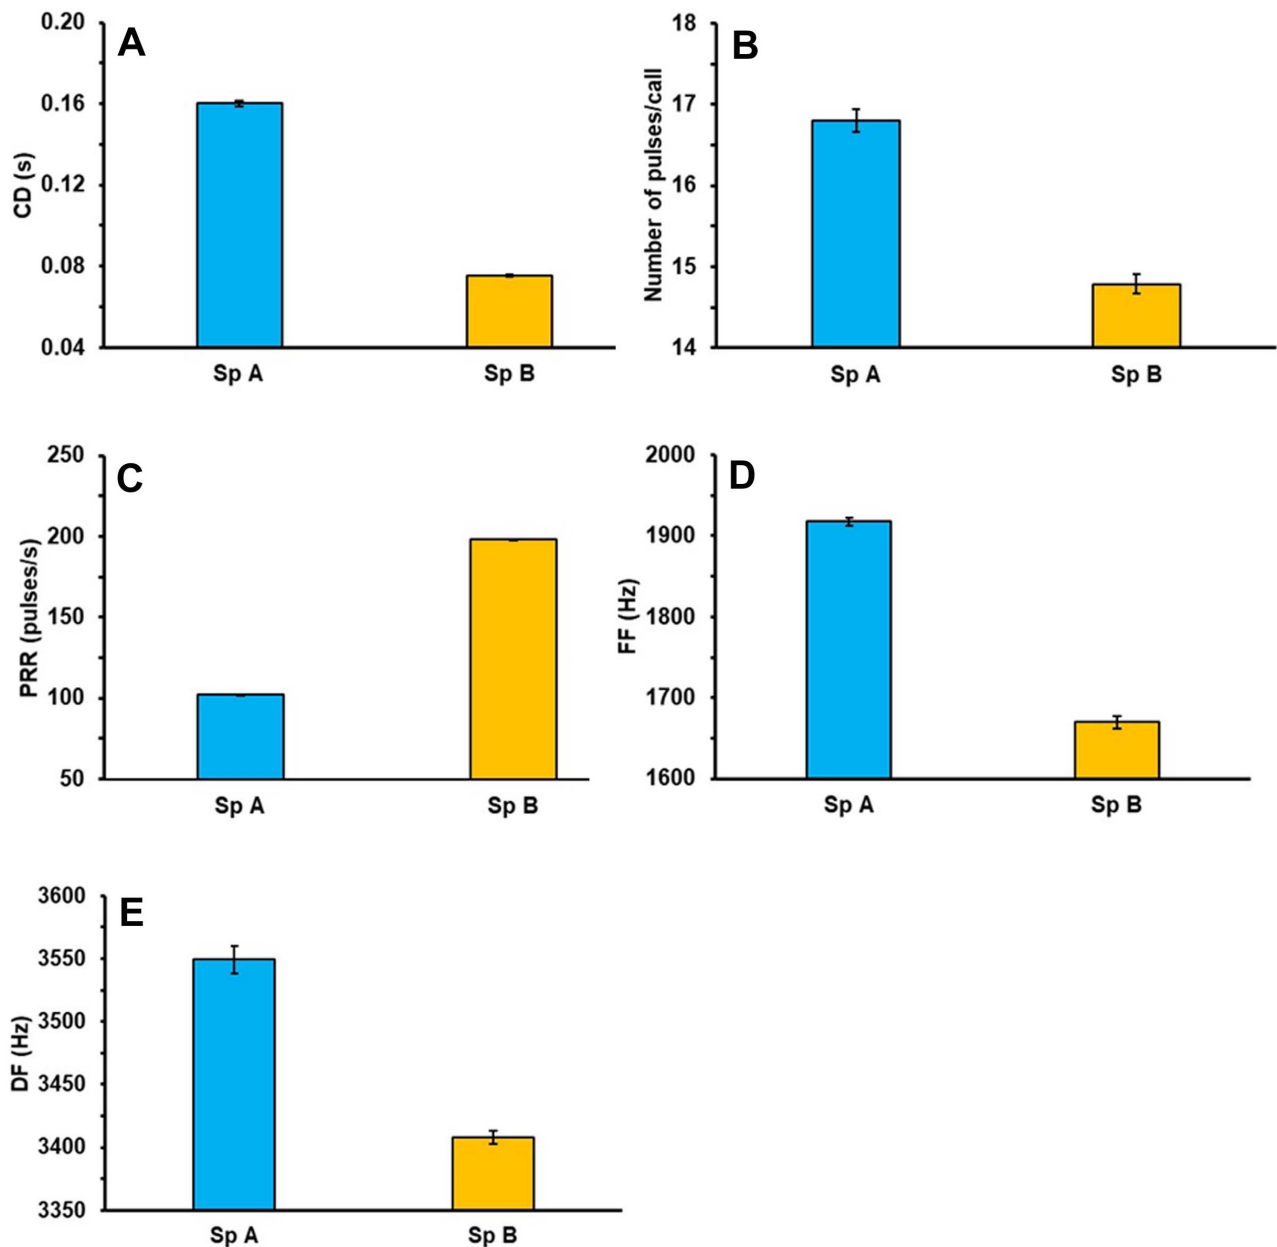 A
CD (s)
0.20
0.16
0.12
0.08
0.04
Sp A
Sp B
B
Number of pulses/call
18
17
16
15
14
Sp A
Sp B
C
PRR (pulses/s)
250
200
150
100
50
Sp A
Sp B
D
FF (Hz)
2000
1900
1800
1700
1600
Sp A
Sp B
E
DF (Hz)
3600
3550
3500
3450
3400
3350
Sp A
Sp B